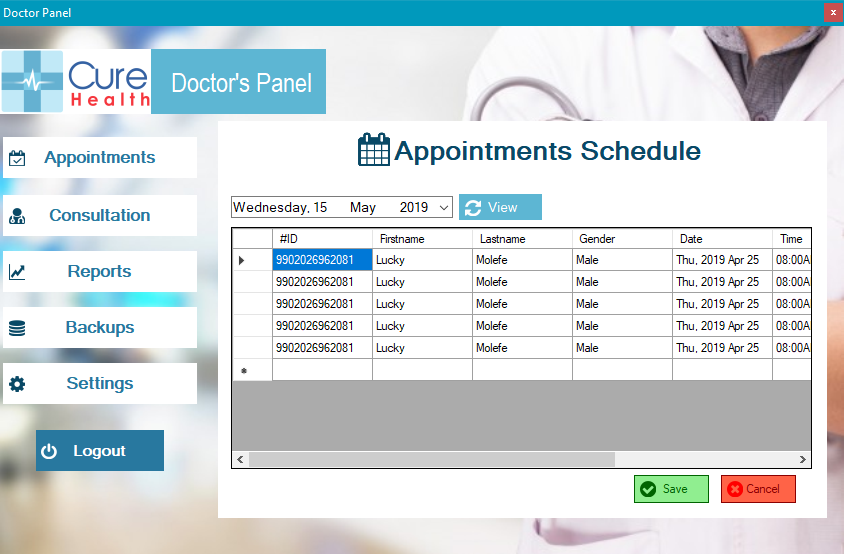 Doctor Panel
x
Cure
Health
Doctor's Panel
Appointments
Consultation
Reports
Backups
Settings
Logout
Appointments Schedule
Wednesday, 15 May 2019
View
#ID Firstname Lastname Gender Date Time
9902026962081 Lucky Molefe Male Thu, 2019 Apr 25 08:00A
9902026962081 Lucky Molefe Male Thu, 2019 Apr 25 08:00A
9902026962081 Lucky Molefe Male Thu, 2019 Apr 25 08:00A
9902026962081 Lucky Molefe Male Thu, 2019 Apr 25 08:00A
9902026962081 Lucky Molefe Male Thu, 2019 Apr 25 08:00A
Save
Cancel